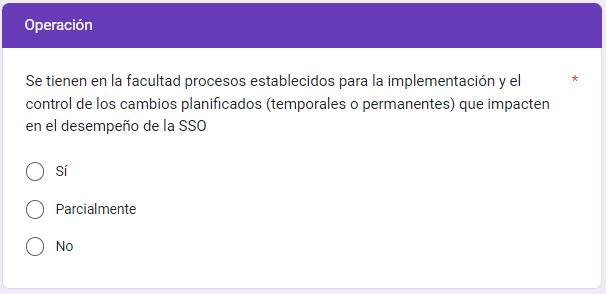 Operación
Se tienen en la facultad procesos establecidos para la implementación y el *
control de los cambios planificados (temporales o permanentes) que impacten
en el desempeño de la SSO
Sí
Parcialmente
No